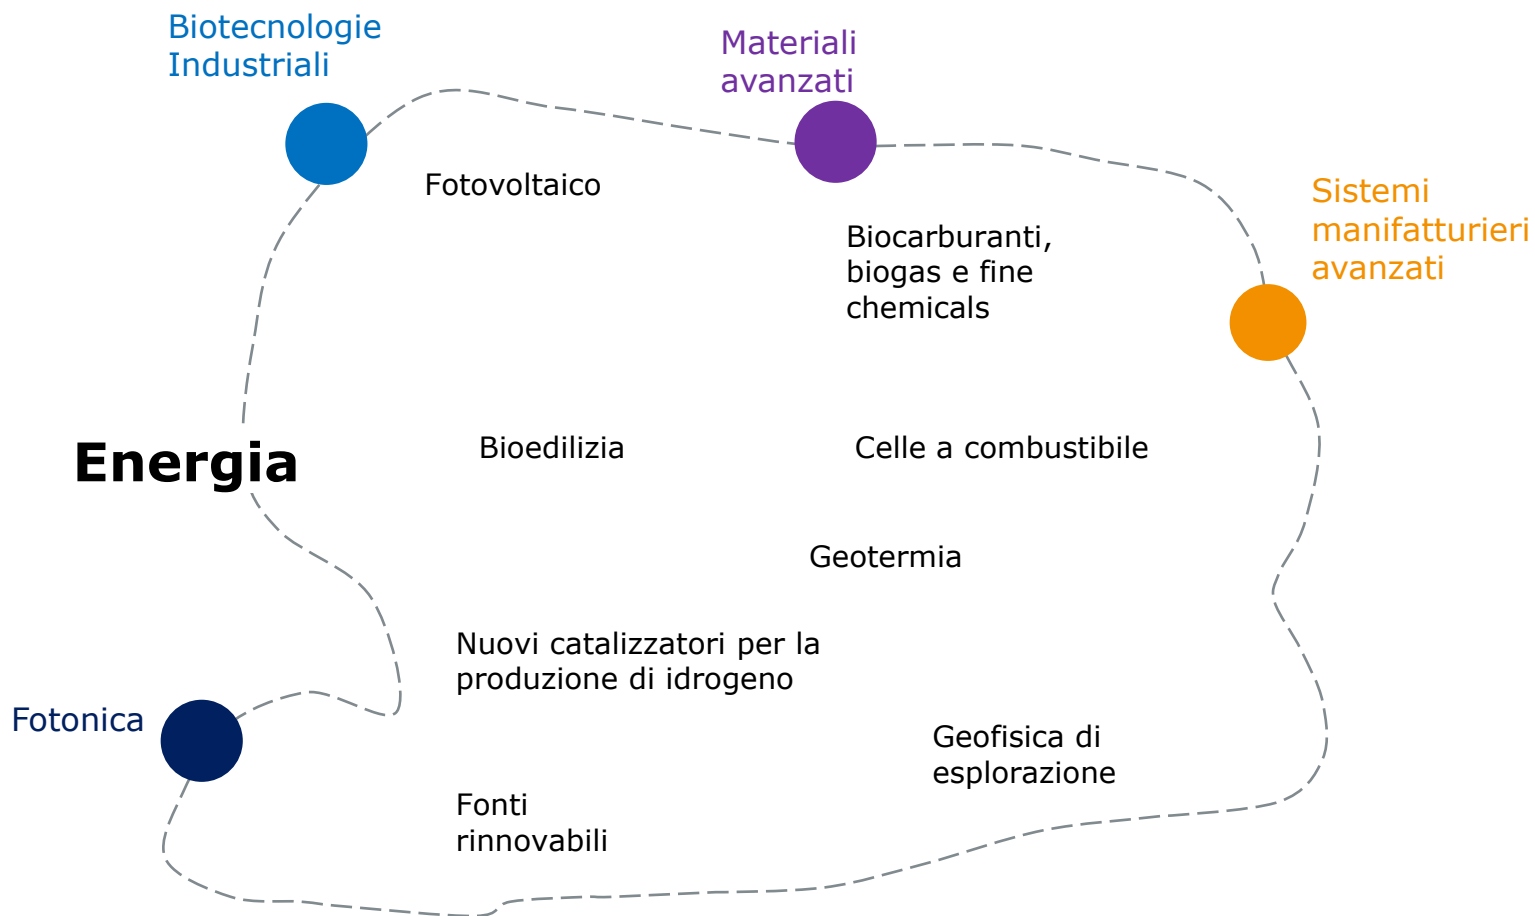 Biotecnologie
Industriali
Materiali
avanzati
Fotovoltaico
Sistemi
manifatturieri
avanzati
Biocarburanti,
biogas e fine
chemicals
Energia
Bioedilizia
Celle a combustibile
Geotermia
Nuovi catalizzatori per la
produzione di idrogeno
Fotonica
Geofisica di
esplorazione
Fonti
rinnovabili